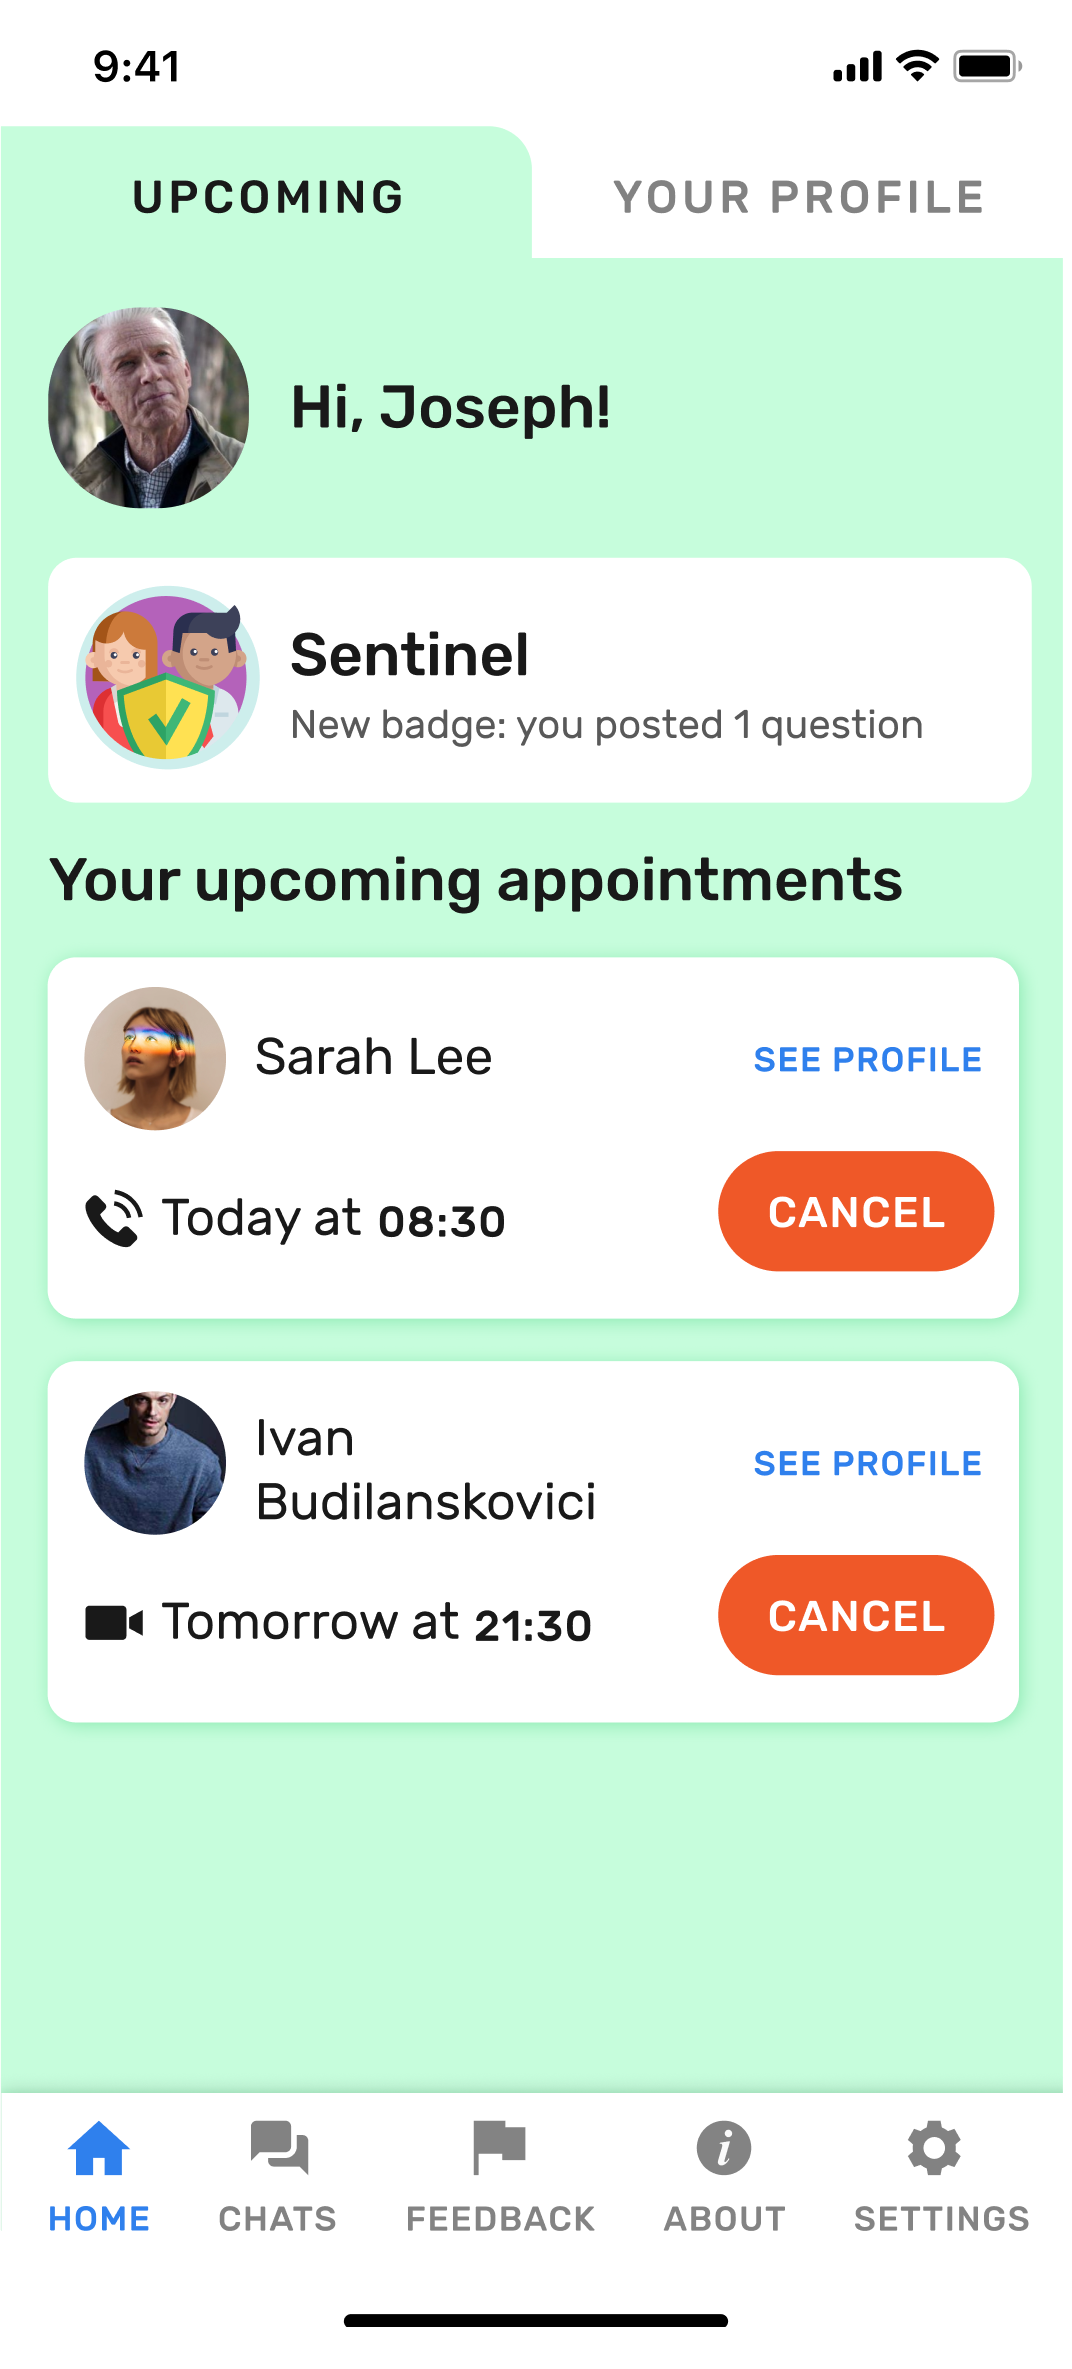 9:41
UPCOMING
YOUR PROFILE
Hi, Joseph!
Sentinel
New badge: you posted 1 question
Your upcoming appointments
Sarah Lee
SEE PROFILE
Today at 08:30
CANCEL
Ivan
Budilanskovici
SEE PROFILE
Tomorrow at 21:30
CANCEL
HOME
CHATS
FEEDBACK
ABOUT
SETTINGS